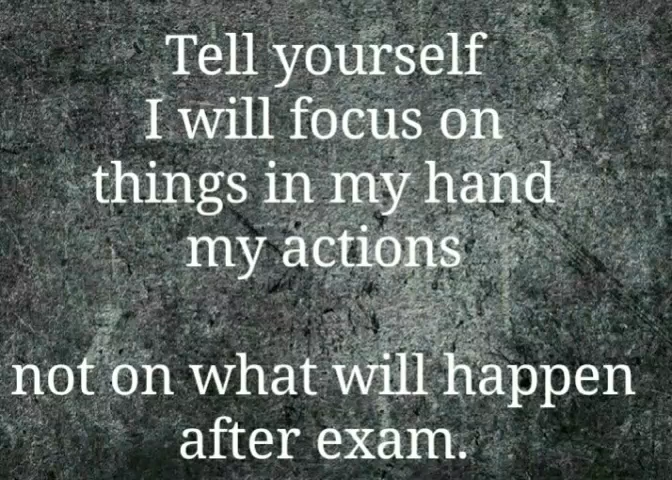 Tell yourself
I will focus on
things in my hand
my actions
not on what will happen
after exam.